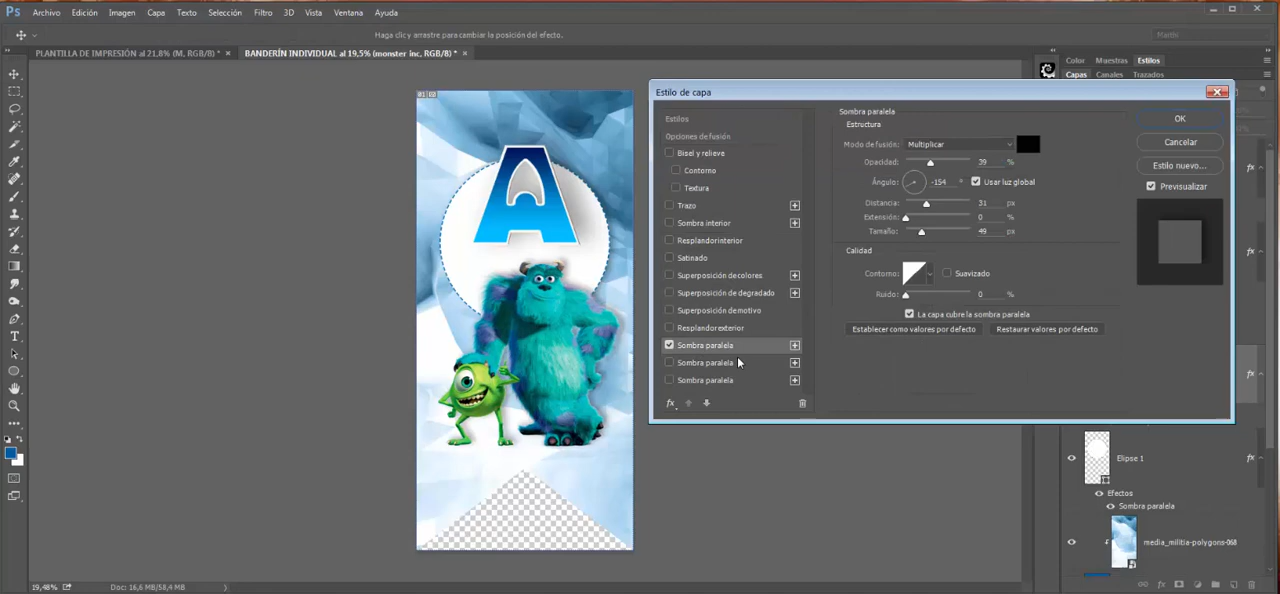 Ps Archivo Edición Imagen Capa Texto Selección Filtro 3D Vista Ventana Ayuda
Haga clic y arrastre para cambiar la posición del efecto.
PLANTILLA DE IMPRESIÓN al 21,8% (M, RGB/8) * × BANDERÍN INDIVIDUAL al 19,5% (monster inc, RGB/8) * ×
Color Muestras Estilos
Capas Canales Trazados
Estilo de capa
Estilos
Opciones de fusión
Bisel y relieve
Contorno
Textura
Trazo
Sombra interior
Resplandor interior
Satinado
Superposición de colores
Superposición de degradado
Superposición de motivo
Resplandor exterior
Sombra paralela
Sombra paralela
Sombra paralela
fx
Sombra paralela
Estructura
Modo de fusión: Multiplicar
Opacidad: 39 %
Ángulo: -154 ° Usar luz global
Distancia: 31 px
Extensión: 0 %
Tamaño: 49 px
Calidad
Contorno: Suavizado
Ruido: 0 %
La capa cubre la sombra paralela
Establecer como valores por defecto Restaurar valores por defecto
OK
Cancelar
Estilo nuevo...
Previsualizar
A
fx
fx
fx
Elipse 1 fx
Efectos
Sombra paralela
media_militia-polygons-068
19,48% Doc: 16,6 MB/58,4 MB